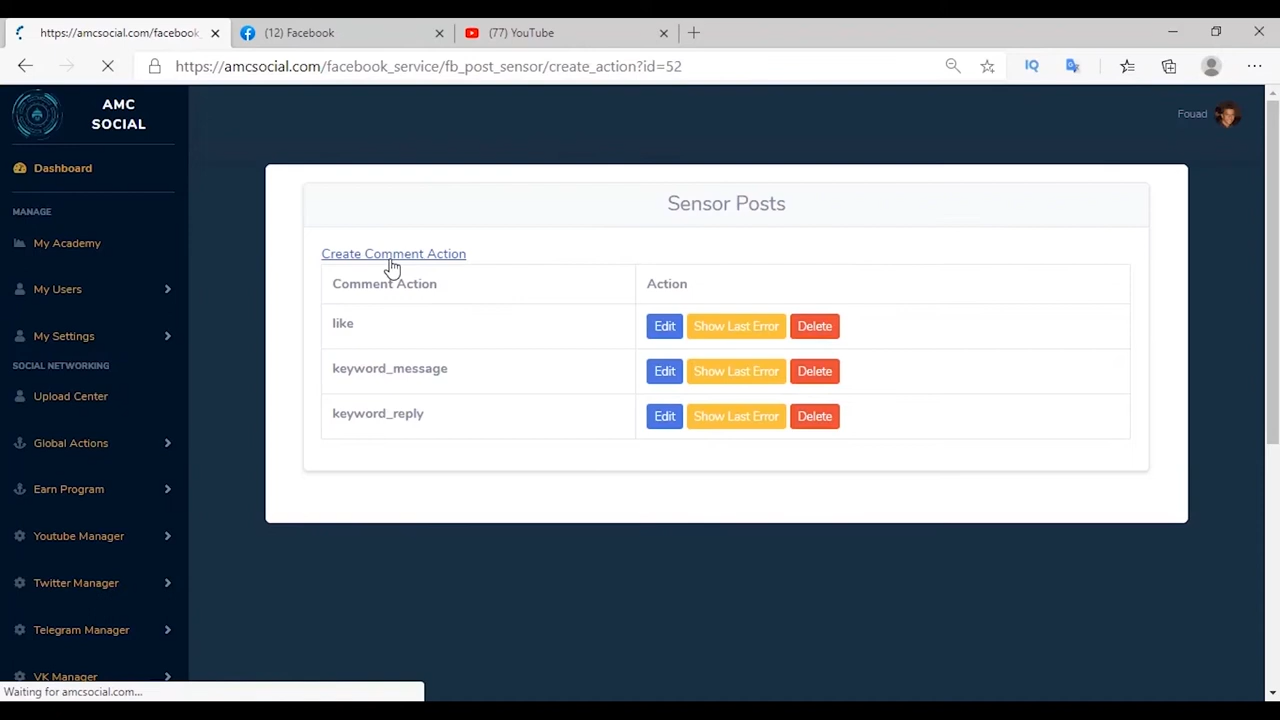 https://amcsocial.com/facebook_
(12) Facebook
(77) YouTube
https://amcsocial.com/facebook_service/fb_post_sensor/create_action?id=52
IQ
AMC
SOCIAL
Fouad
Dashboard
MANAGE
My Academy
My Users
My Settings
SOCIAL NETWORKING
Upload Center
Global Actions
Earn Program
Youtube Manager
Twitter Manager
Telegram Manager
VK Manager
Sensor Posts
Create Comment Action
Comment Action Action
like Edit Show Last Error Delete
keyword_message Edit Show Last Error Delete
keyword_reply Edit Show Last Error Delete
Waiting for amcsocial.com...